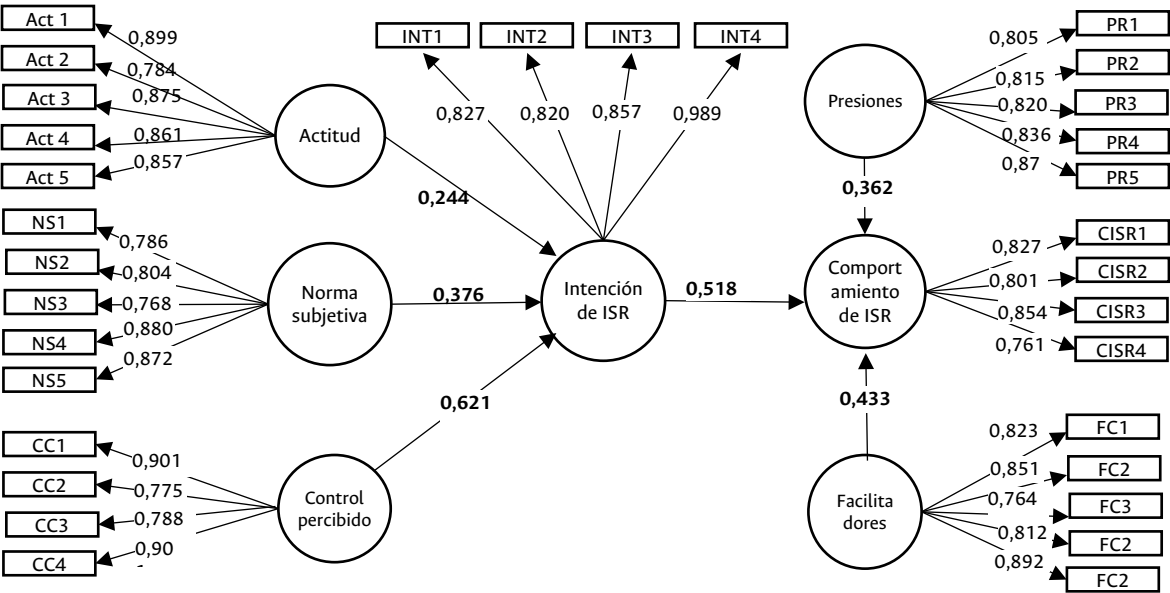 Act 1
0,899
Act 2
0,784
Act 3
0,875
Act 4
0,861
Act 5
0,857
Actitud
0,244
NS1
0,786
NS2
0,804
NS3
0,768
NS4
0,880
NS5
0,872
Norma
subjetiva
0,376
CC1
0,901
CC2
0,775
CC3
0,788
CC4
0,90
Control
percibido
0,621
INT1
INT2
INT3
INT4
0,827
0,820
0,857
0,989
Intención
de ISR
0,518
Presiones
0,805
PR1
0,815
PR2
0,820
PR3
0,836
PR4
0,87
PR5
0,362
Comport
amiento
de ISR
0,827
CISR1
0,801
CISR2
0,854
CISR3
0,761
CISR4
0,433
Facilita
dores
0,823
FC1
0,851
FC2
0,764
FC3
0,812
FC2
0,892
FC2